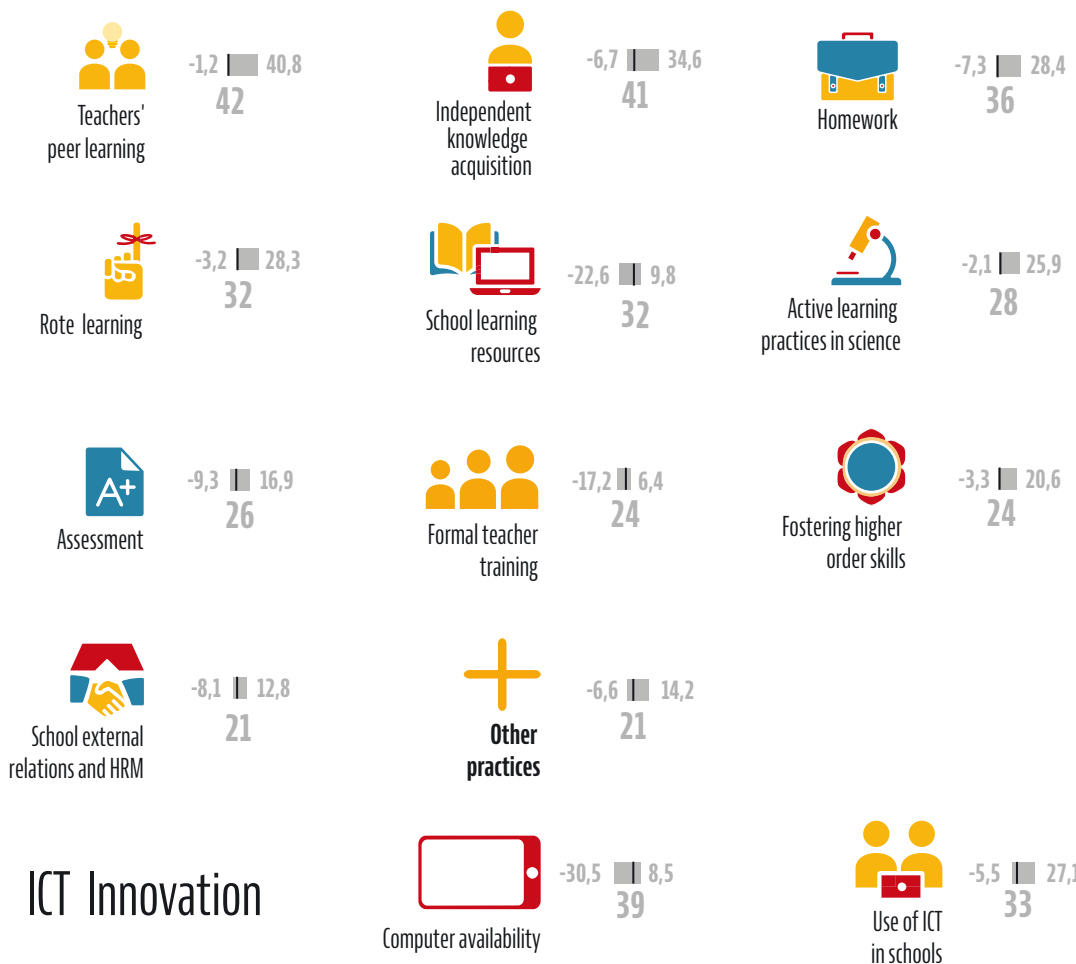 -1,2 40,8
42
Teachers'
peer learning
-6,7 34,6
41
Independent
knowledge
acquisition
-7,3 28,4
36
Homework
-3,2 28,3
32
Rote learning
-22,6 9,8
32
School learning
resources
-2,1 25,9
28
Active learning
practices in science
A+
-9,3 16,9
26
Assessment
-17,2 6,4
24
Formal teacher
training
-3,3 20,6
24
Fostering higher
order skills
-8,1 12,8
21
School external
relations and HRM
-6,6 14,2
21
Other
practices
ICT Innovation
-30,5 8,5
39
Computer availability
-5,5 27,1
33
Use of ICT
in schools